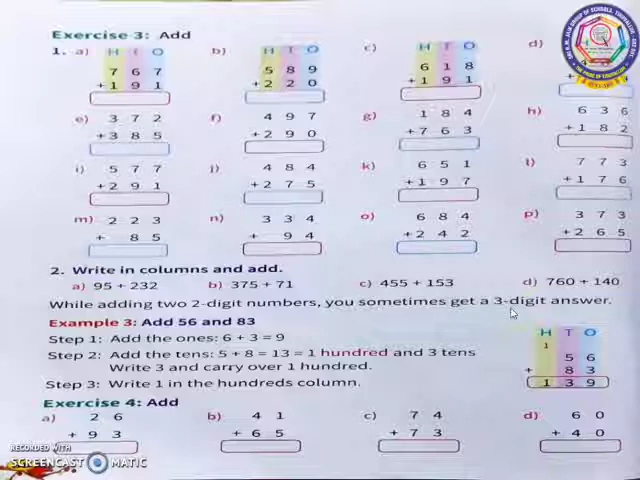 Exercise 3: Add
1. a) H T O b) H T O c) H T O d)
7 6 7 5 8 9 6 1 8
+ 1 9 1 + 2 2 0 + 1 9 1 +
e) 3 7 2 f) 4 9 7 g) 1 8 4 h) 6 3 6
+ 3 8 5 + 2 9 0 + 7 6 3 + 1 8 2
i) 5 7 7 j) 4 8 4 k) 6 5 1 l) 7 7 3
+ 2 9 1 + 2 7 5 + 1 9 7 + 1 7 6
m) 2 2 3 n) 3 3 4 o) 6 8 4 p) 3 7 3
+ 8 5 + 9 4 + 2 4 2 + 2 6 5
2. Write in columns and add.
a) 95 + 232 b) 375 + 71 c) 455 + 153 d) 760 + 140
While adding two 2-digit numbers, you sometimes get a 3-digit answer.
Example 3: Add 56 and 83
Step 1: Add the ones: 6 + 3 = 9
Step 2: Add the tens: 5 + 8 = 13 = 1 hundred and 3 tens
Write 3 and carry over 1 hundred.
Step 3: Write 1 in the hundreds column.
H T O
1
5 6
+ 8 3
1 3 9
Exercise 4: Add
a) 2 6 b) 4 1 c) 7 4 d) 6 0
+ 9 3 + 6 5 + 7 3 + 4 0
RECORDED WITH
SCREENCAST MATIC